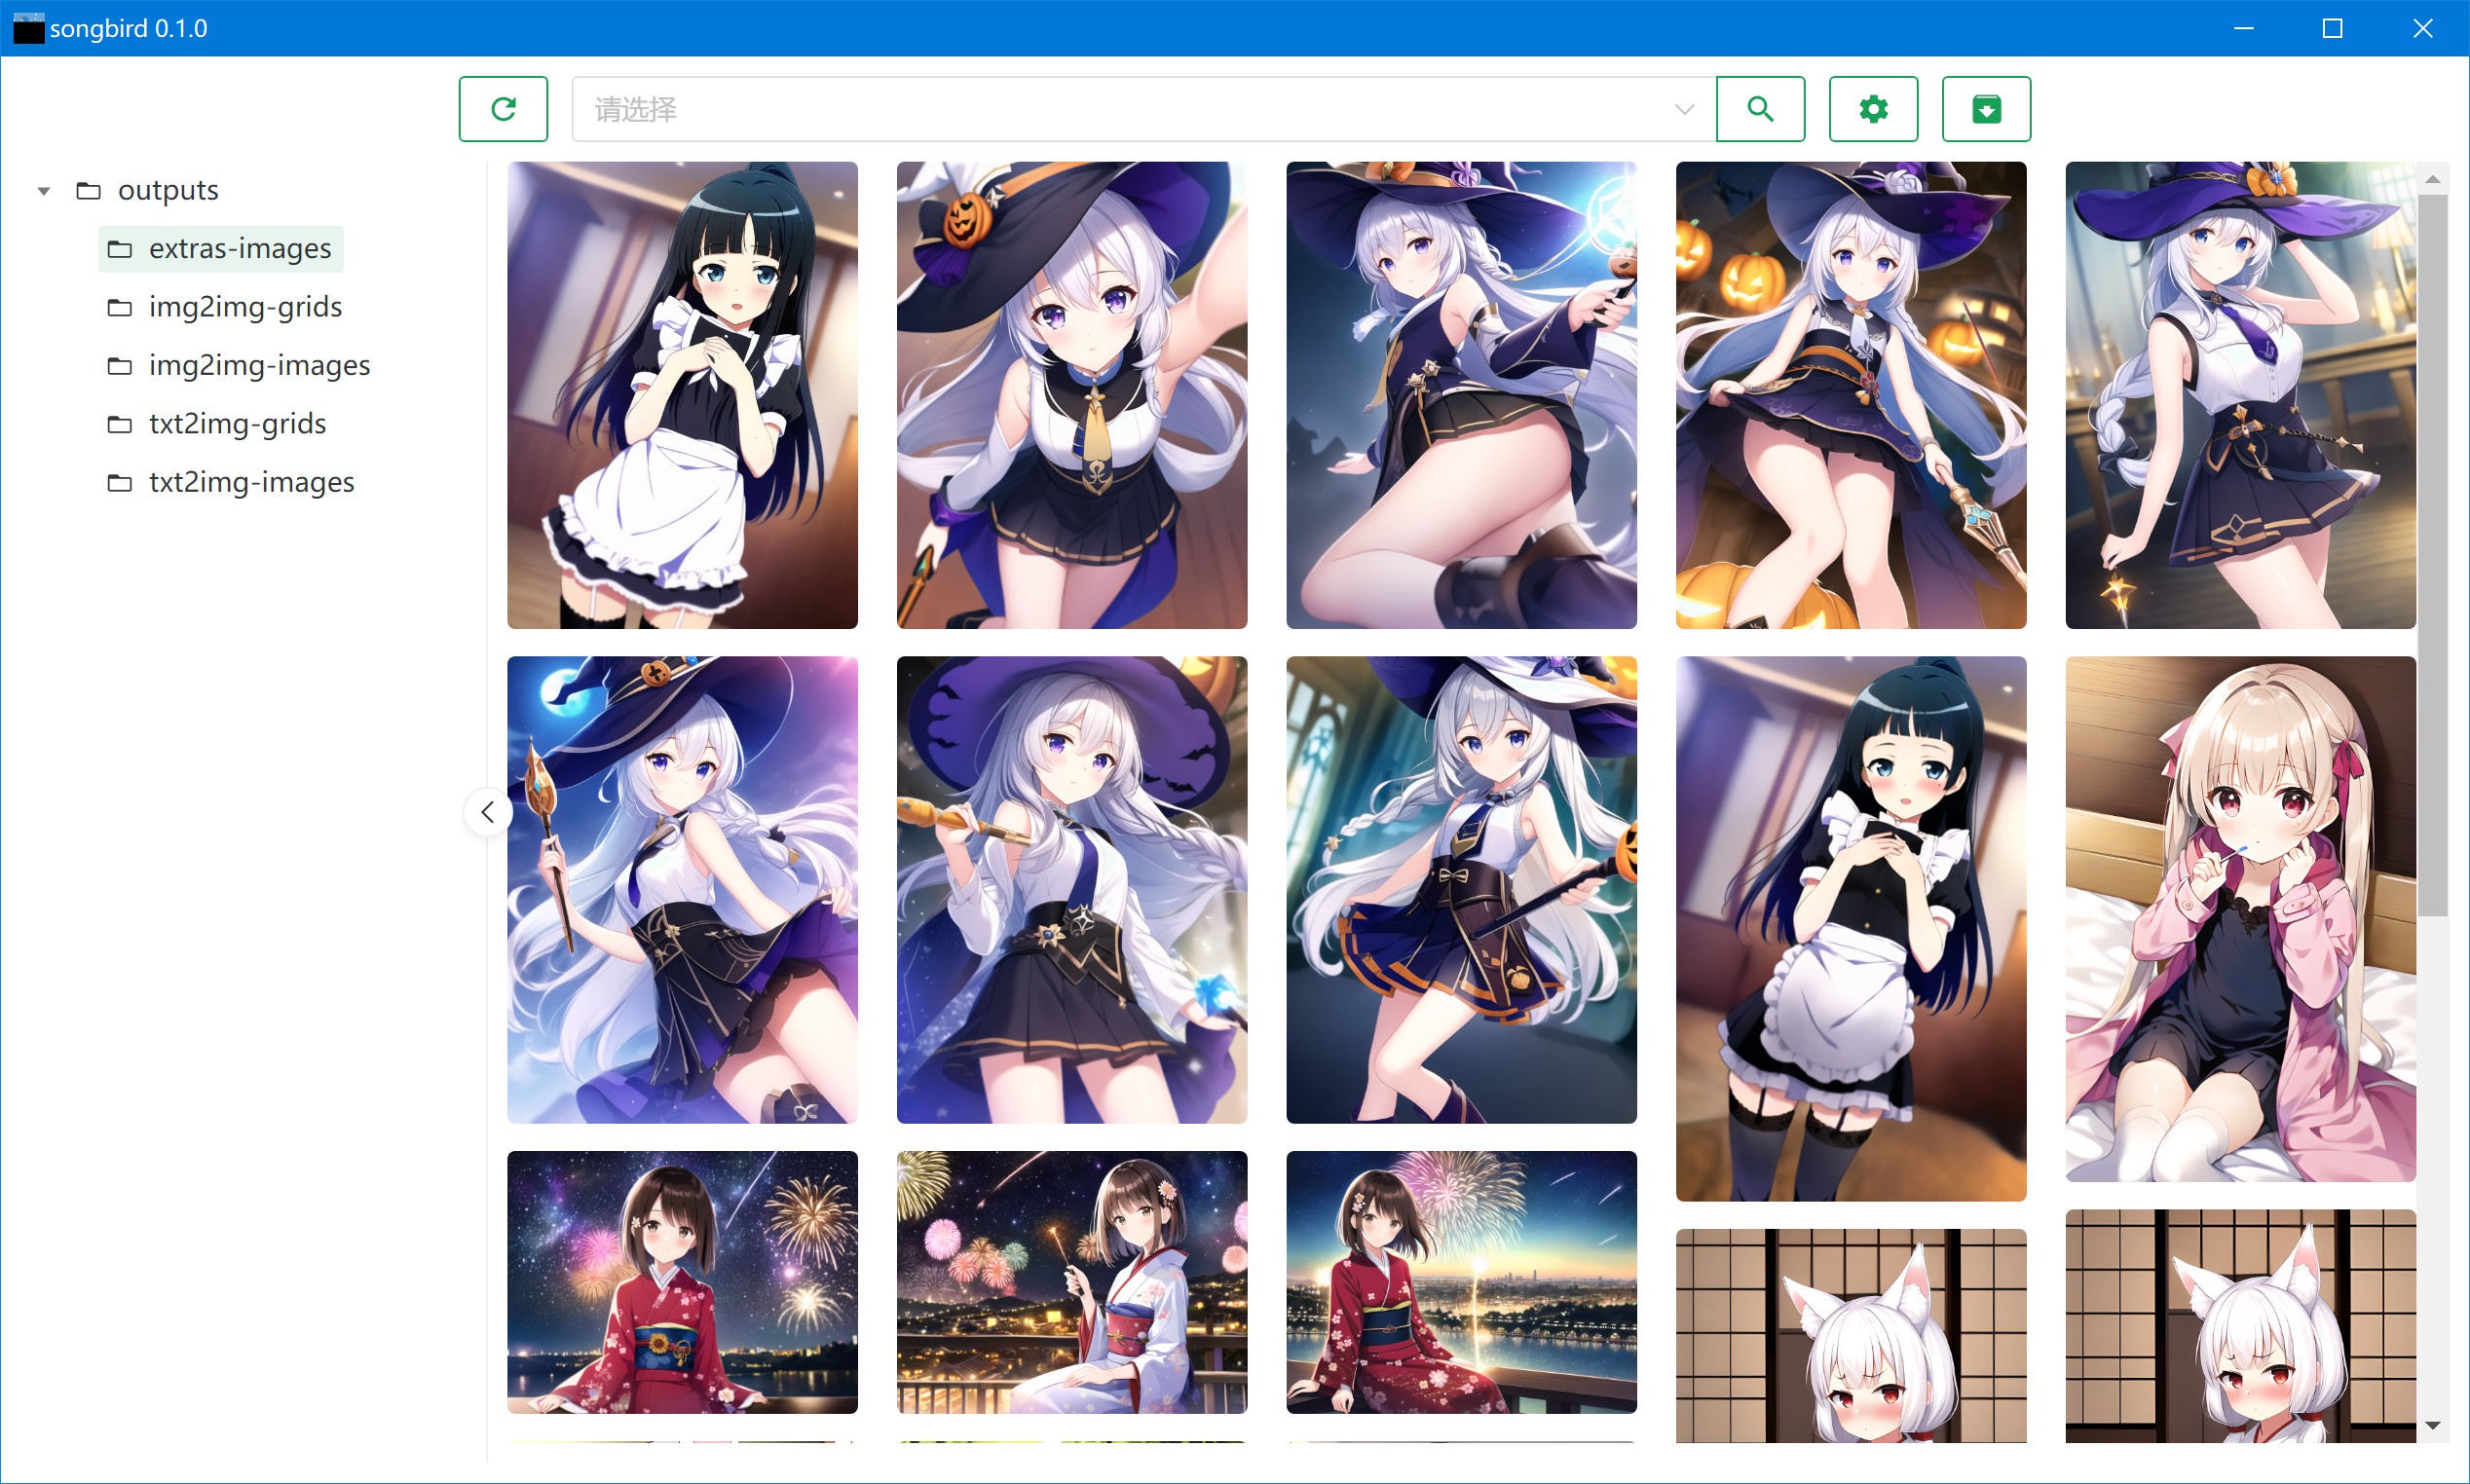 songbird 0.1.0
请选择
outputs
extras-images
img2img-grids
img2img-images
txt2img-grids
txt2img-images